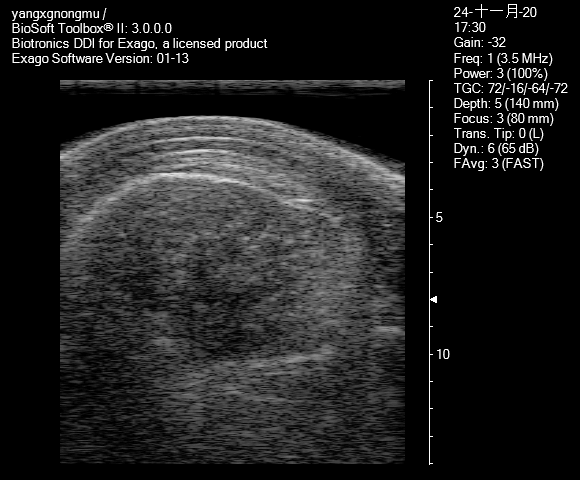 yangxgnongmu /
BioSoft Toolbox® II: 3.0.0.0
Biotronics DDI for Exago, a licensed product
Exago Software Version: 01-13
24-十一月-20
17:30
Gain: -32
Freq: 1 (3.5 MHz)
Power: 3 (100%)
TGC: 72/-16/-64/-72
Depth: 5 (140 mm)
Focus: 3 (80 mm)
Trans. Tip: 0 (L)
Dyn.: 6 (65 dB)
FAvg: 3 (FAST)
5
10